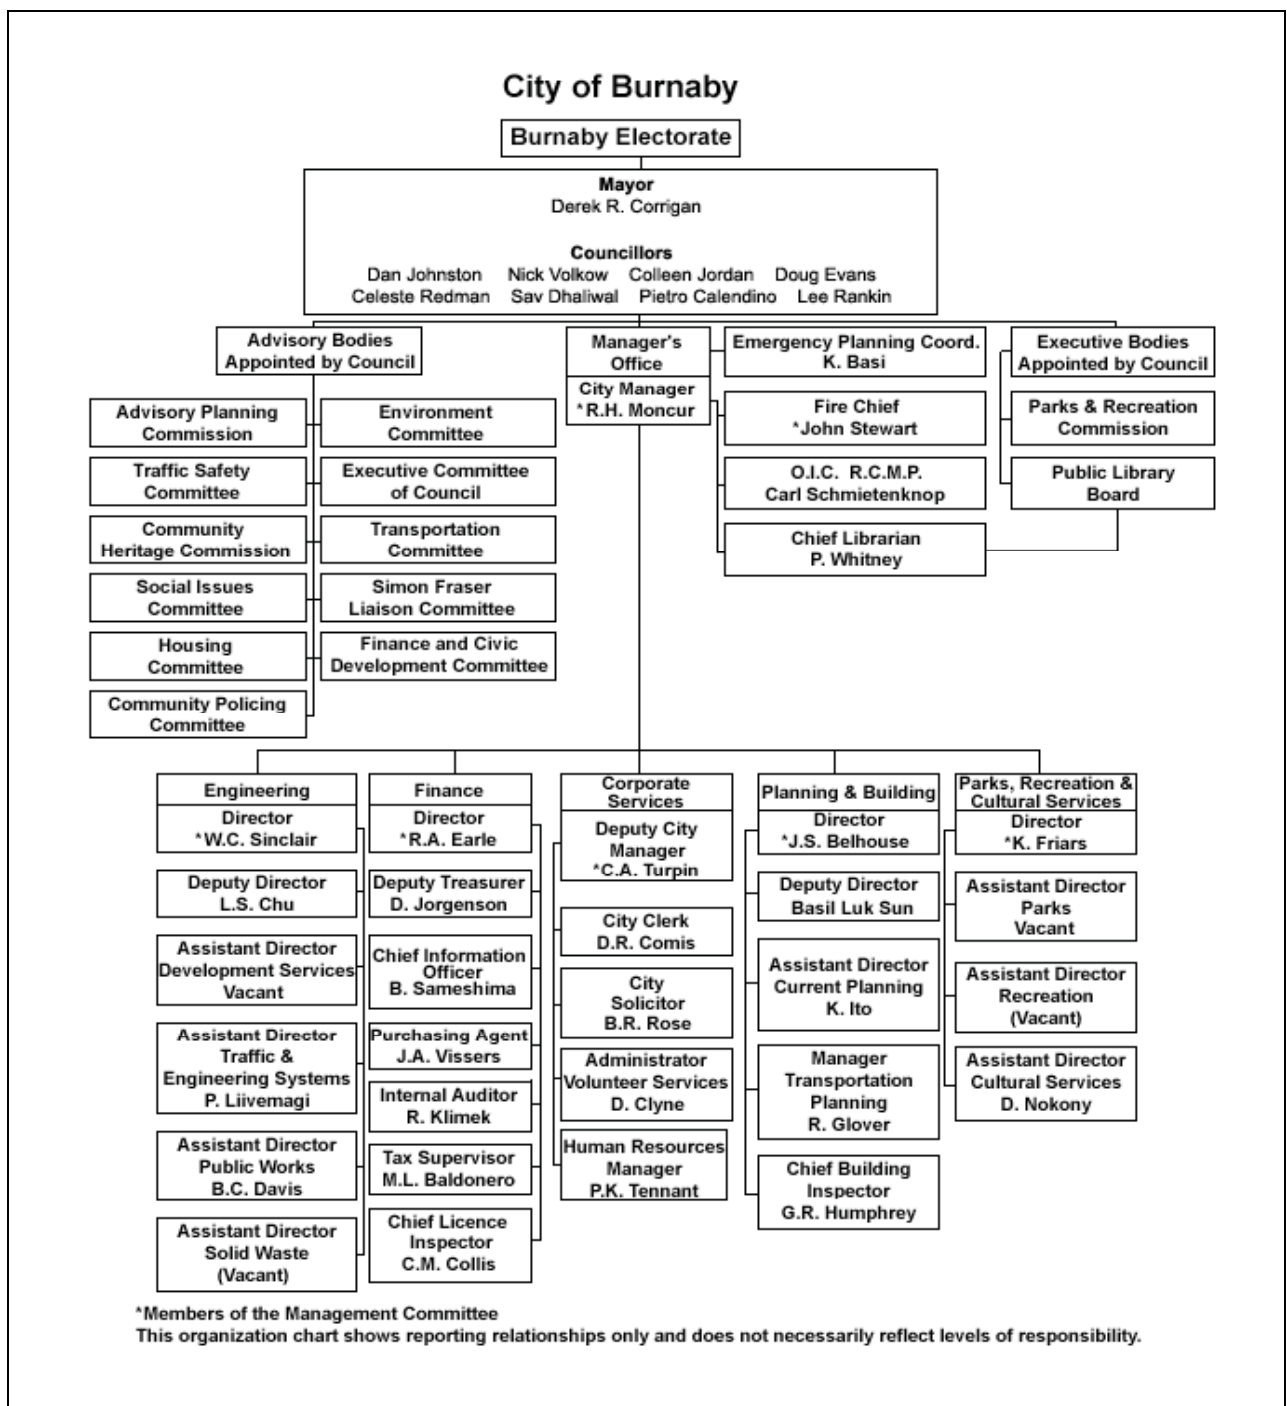 City of Burnaby
Burnaby Electorate
Mayor
Derek R. Corrigan
Councillors
Dan Johnston Nick Volkow Colleen Jordan Doug Evans
Celeste Redman Sav Dhaliwal Pietro Calendino Lee Rankin
Advisory Bodies
Appointed by Council
Advisory Planning
Commission
Environment
Committee
Traffic Safety
Committee
Executive Committee
of Council
Community
Heritage Commission
Transportation
Committee
Social Issues
Committee
Simon Fraser
Liaison Committee
Housing
Committee
Finance and Civic
Development Committee
Community Policing
Committee
Manager's
Office
City Manager
*R.H. Moncur
Emergency Planning Coord.
K. Basi
Fire Chief
*John Stewart
O.I.C. R.C.M.P.
Carl Schmietenknop
Chief Librarian
P. Whitney
Executive Bodies
Appointed by Council
Parks & Recreation
Commission
Public Library
Board
Engineering
Director
*W.C. Sinclair
Deputy Director
L.S. Chu
Assistant Director
Development Services
Vacant
Assistant Director
Traffic &
Engineering Systems
P. Liivemagi
Assistant Director
Public Works
B.C. Davis
Assistant Director
Solid Waste
(Vacant)
Finance
Director
*R.A. Earle
Deputy Treasurer
D. Jorgenson
Chief Information
Officer
B. Sameshima
Purchasing Agent
J.A. Vissers
Internal Auditor
R. Klimek
Tax Supervisor
M.L. Baldonero
Chief Licence
Inspector
C.M. Collis
Corporate
Services
Deputy City
Manager
*C.A. Turpin
City Clerk
D.R. Comis
City
Solicitor
B.R. Rose
Administrator
Volunteer Services
D. Clyne
Human Resources
Manager
P.K. Tennant
Planning & Building
Director
*J.S. Belhouse
Deputy Director
Basil Luk Sun
Assistant Director
Current Planning
K. Ito
Manager
Transportation
Planning
R. Glover
Chief Building
Inspector
G.R. Humphrey
Parks, Recreation &
Cultural Services
Director
*K. Friars
Assistant Director
Parks
Vacant
Assistant Director
Recreation
(Vacant)
Assistant Director
Cultural Services
D. Nokony
*Members of the Management Committee
This organization chart shows reporting relationships only and does not necessarily reflect levels of responsibility.